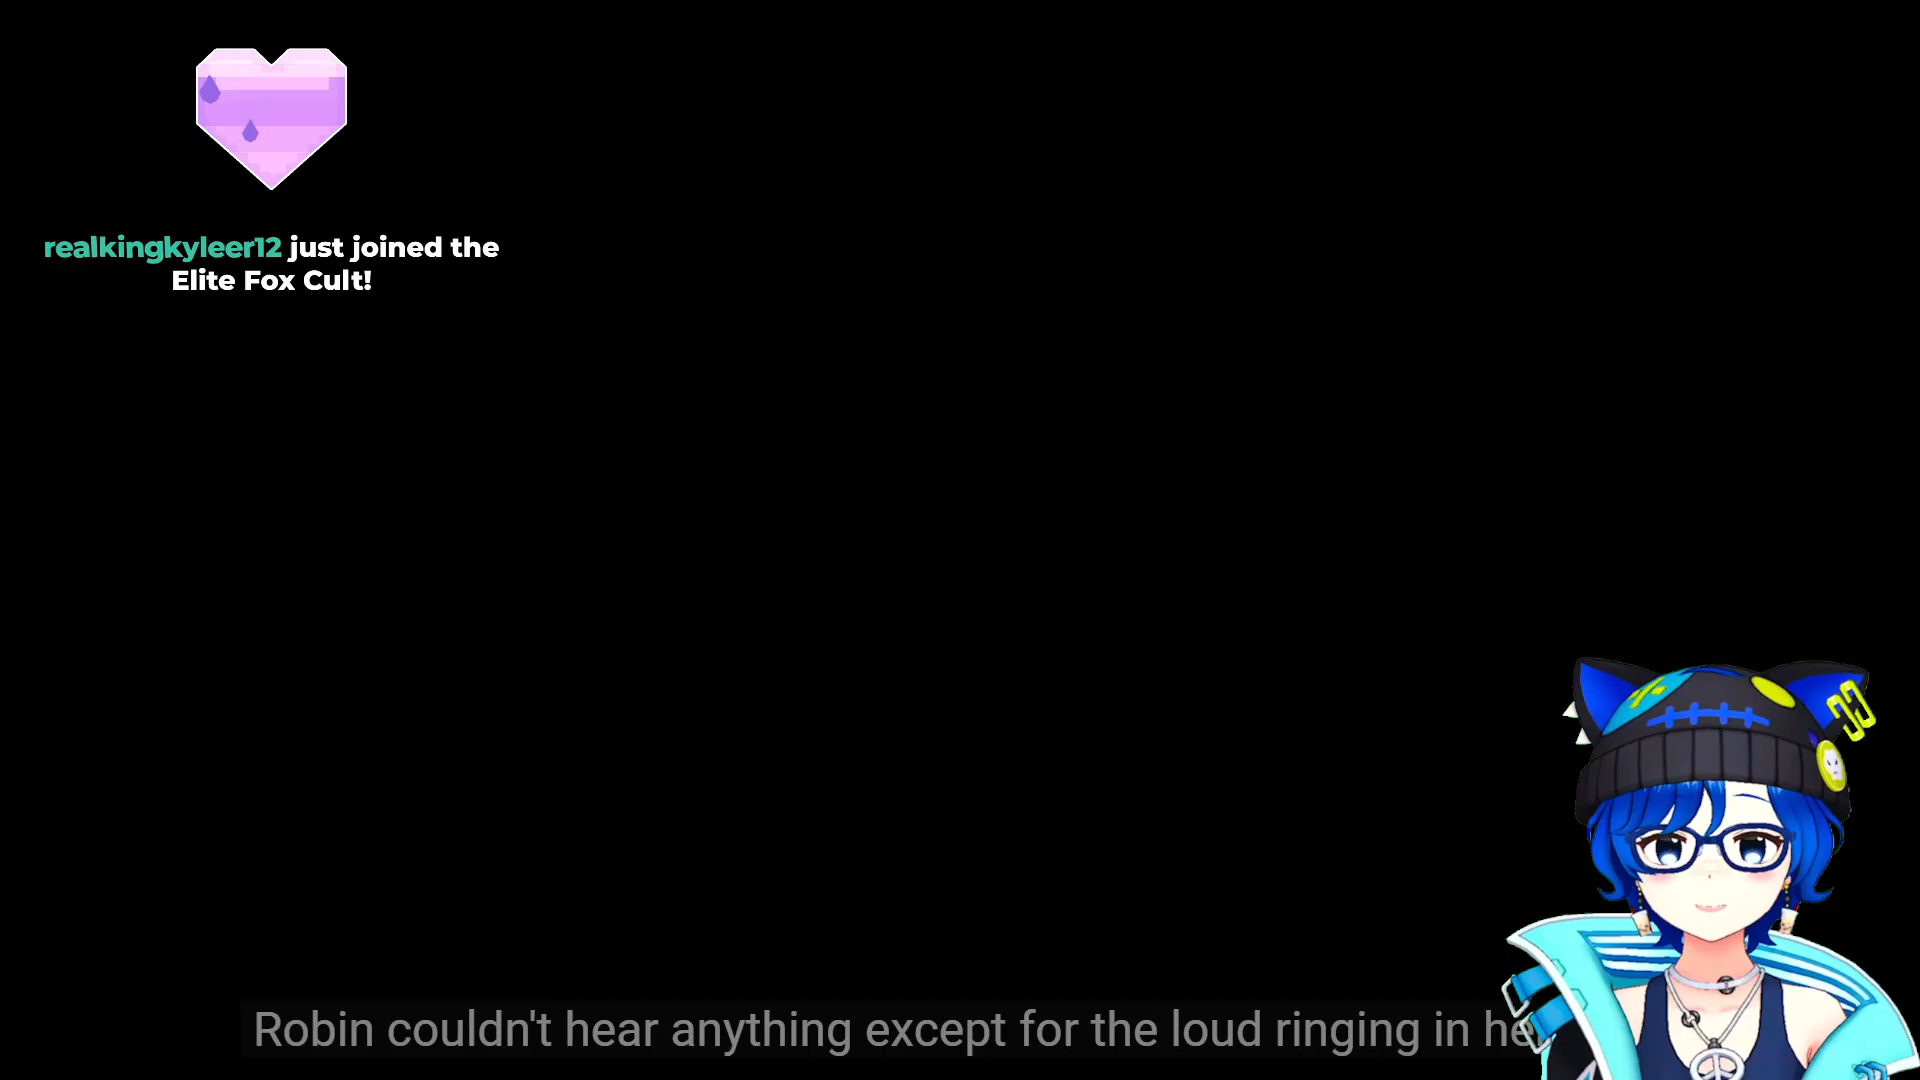 realkingkyleer12 just joined the
Elite Fox Cult!
Robin couldn't hear anything except for the loud ringing in